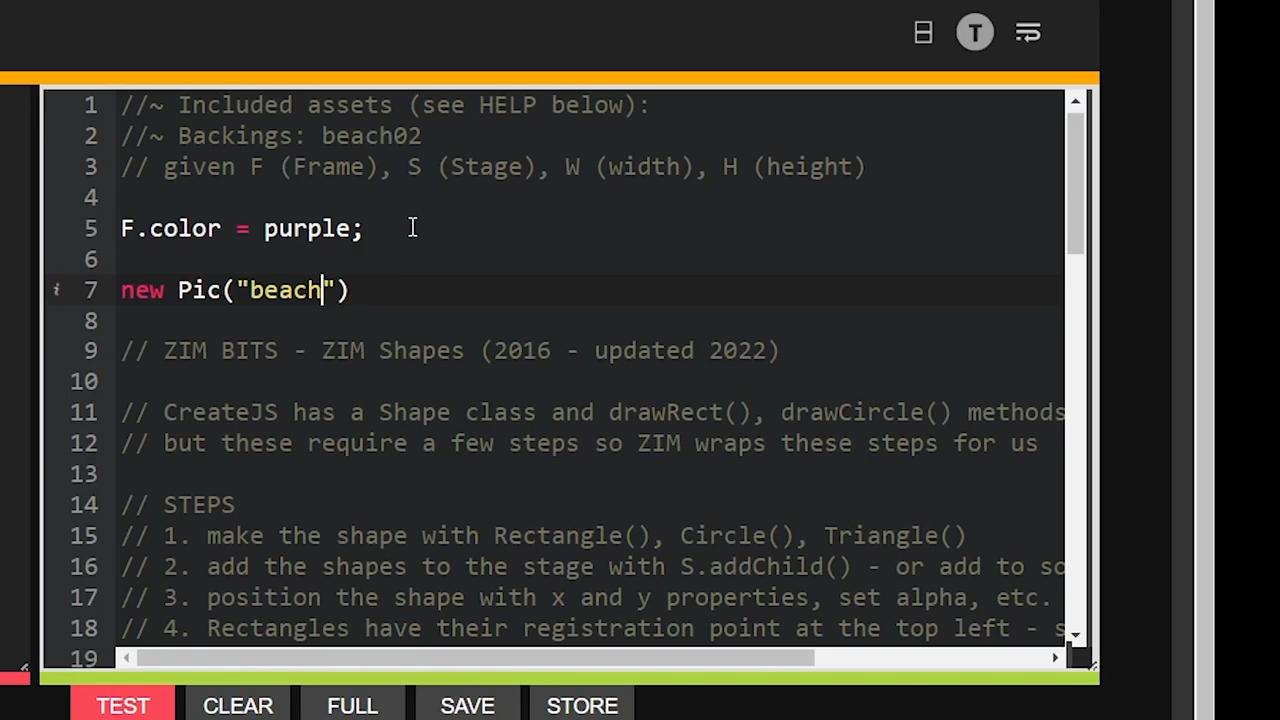 T
1 //~ Included assets (see HELP below):
2 //~ Backings: beach02
3 // given F (Frame), S (Stage), W (width), H (height)
4
5 F.color = purple;
6
i 7 new Pic("beach")
8
9 // ZIM BITS - ZIM Shapes (2016 - updated 2022)
10
11 // CreateJS has a Shape class and drawRect(), drawCircle() methods
12 // but these require a few steps so ZIM wraps these steps for us
13
14 // STEPS
15 // 1. make the shape with Rectangle(), Circle(), Triangle()
16 // 2. add the shapes to the stage with S.addChild() - or add to so
17 // 3. position the shape with x and y properties, set alpha, etc.
18 // 4. Rectangles have their registration point at the top left - s
19
TEST CLEAR FULL SAVE STORE